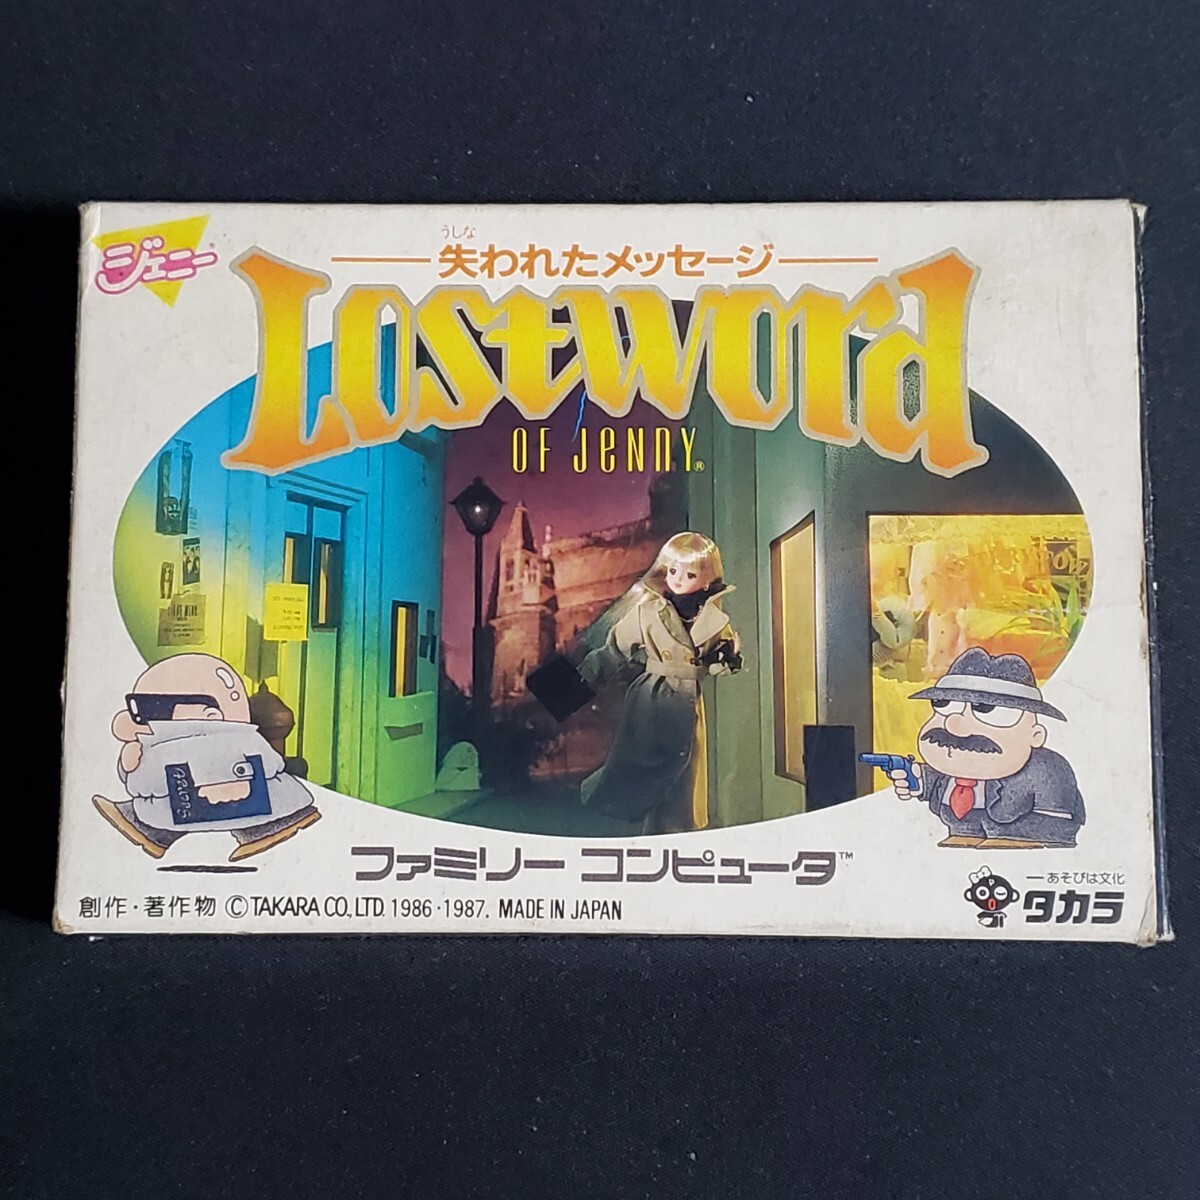 ジェニー
うしな
失われたメッセージ
Lostword
OF Jenny®
ファミリー コンピュータ™
創作・著作物 ©TAKARA CO.,LTD. 1986・1987. MADE IN JAPAN
あそびは文化
タカラ